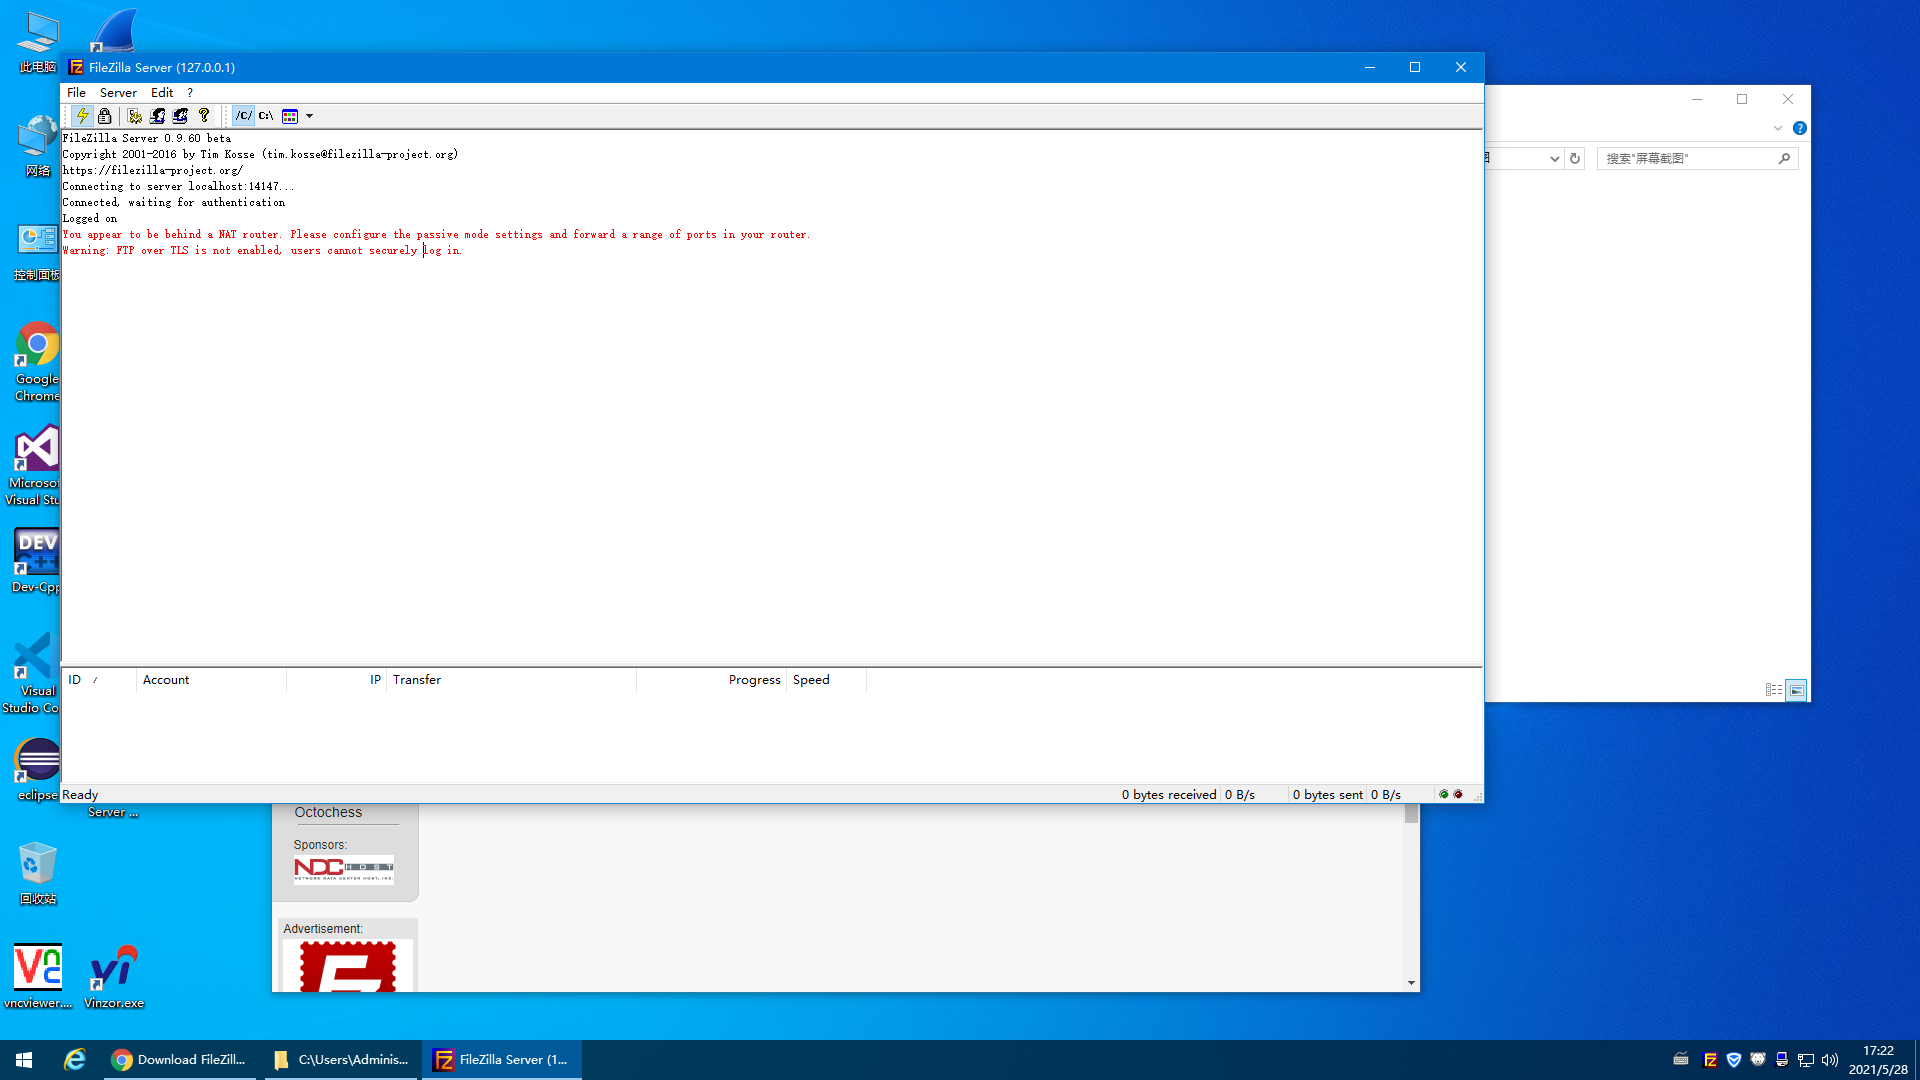 此电脑
网络
控制面板
Google
Chrome
Microsof
Visual Stu
DEV
C++
Dev-Cpp
Visual
Studio Co
eclipse
Server ...
回收站
vncviewer....
Vinzor.exe
FileZilla Server (127.0.0.1)
File Server Edit ?
/C/ C:\
FileZilla Server 0.9.60 beta
Copyright 2001-2016 by Tim Kosse (tim.kosse@filezilla-project.org)
https://filezilla-project.org/
Connecting to server localhost:14147...
Connected, waiting for authentication
Logged on
You appear to be behind a NAT router. Please configure the passive mode settings and forward a range of ports in your router.
Warning: FTP over TLS is not enabled, users cannot securely log in.
ID Account IP Transfer Progress Speed
Ready 0 bytes received 0 B/s 0 bytes sent 0 B/s
搜索"屏幕截图"
Octochess
Sponsors:
NDC HOST
NETWORK DATA CENTER HOST, INC.
Advertisement:
Download FileZill...
C:\Users\Adminis...
FileZilla Server (1...
17:22
2021/5/28